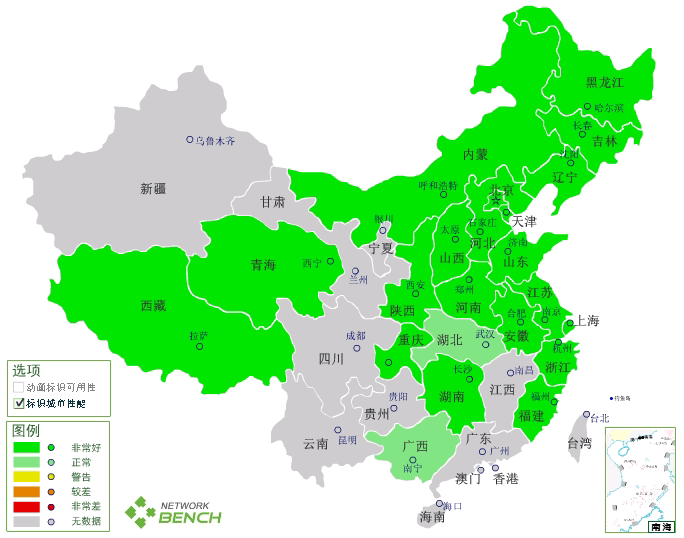 黑龙江
哈尔滨
长春
吉林
内蒙
沈阳
辽宁
乌鲁木齐
呼和浩特
北京
新疆
甘肃
天津
银川
石家庄
太原
河北
济南
宁夏
山西
山东
青海
西宁
兰州
西安
郑州
江苏
西藏
陕西
河南
合肥
南京
上海
拉萨
成都
重庆
湖北
武汉
安徽
杭州
四川
浙江
长沙
南昌
选项
动画标识可用性
标识城市性能
贵阳
湖南
江西
福州
钓鱼岛
贵州
福建
台北
图例
云南
昆明
广西
广东
广州
台湾
非常好
正常
南宁
警告
澳门
香港
较差
非常差
海口
无数据
海南
NETWORK
BENCH
南海